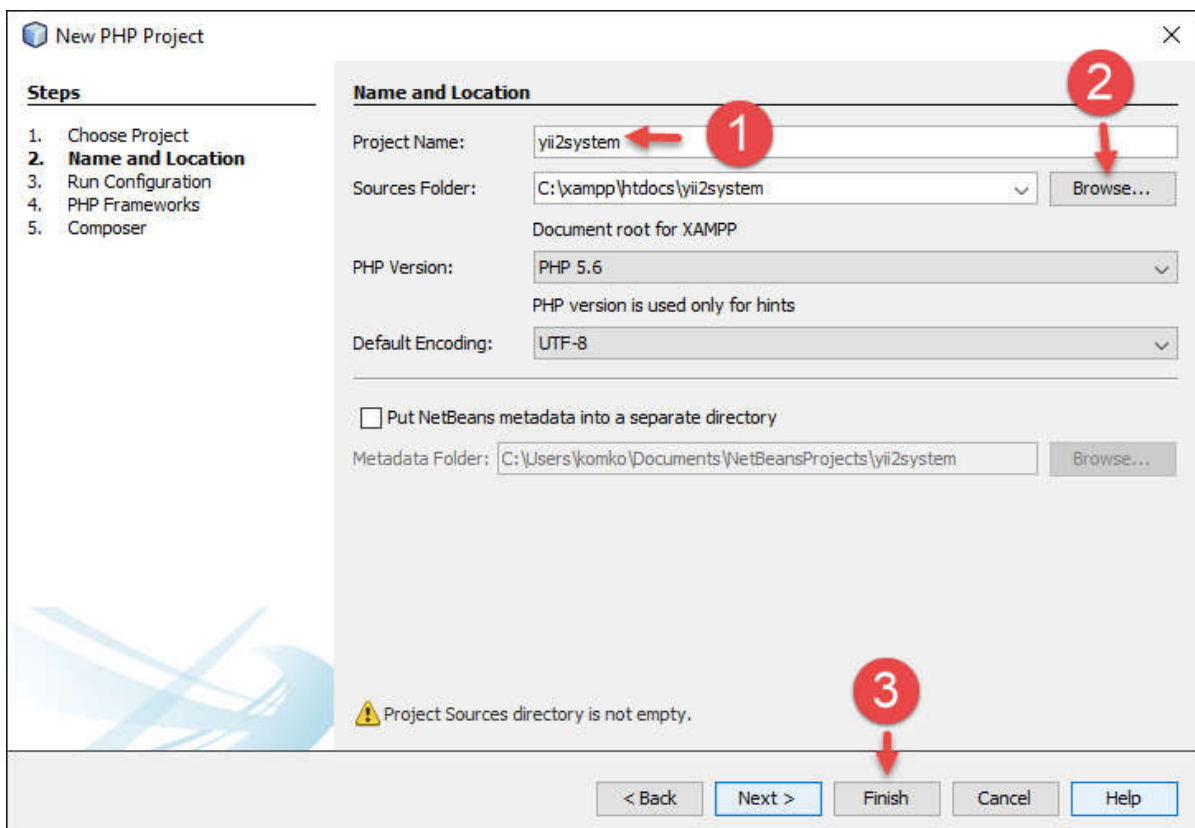 New PHP Project
Steps
1. Choose Project
2. Name and Location
3. Run Configuration
4. PHP Frameworks
5. Composer
Name and Location
2
Project Name: yii2system
1
Sources Folder: C:\xampp\htdocs\yii2system Browse...
Document root for XAMPP
PHP Version: PHP 5.6
PHP version is used only for hints
Default Encoding: UTF-8
Put NetBeans metadata into a separate directory
Metadata Folder: C:\Users\komko\Documents\NetBeansProjects\yii2system Browse...
3
Project Sources directory is not empty.
< Back Next > Finish Cancel Help